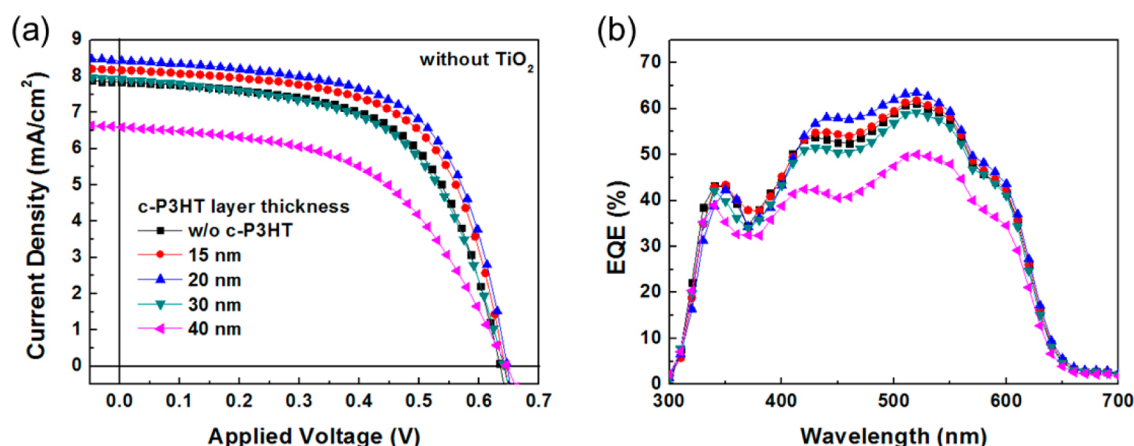 (a)
9
8
7
6
5
4
3
2
1
0
without TiO2
c-P3HT layer thickness
w/o c-P3HT
15 nm
20 nm
30 nm
40 nm
0.0 0.1 0.2 0.3 0.4 0.5 0.6 0.7
Applied Voltage (V)
Current Density (mA/cm2)
(b)
70
60
50
40
30
20
10
0
300 400 500 600 700
Wavelength (nm)
EQE (%)